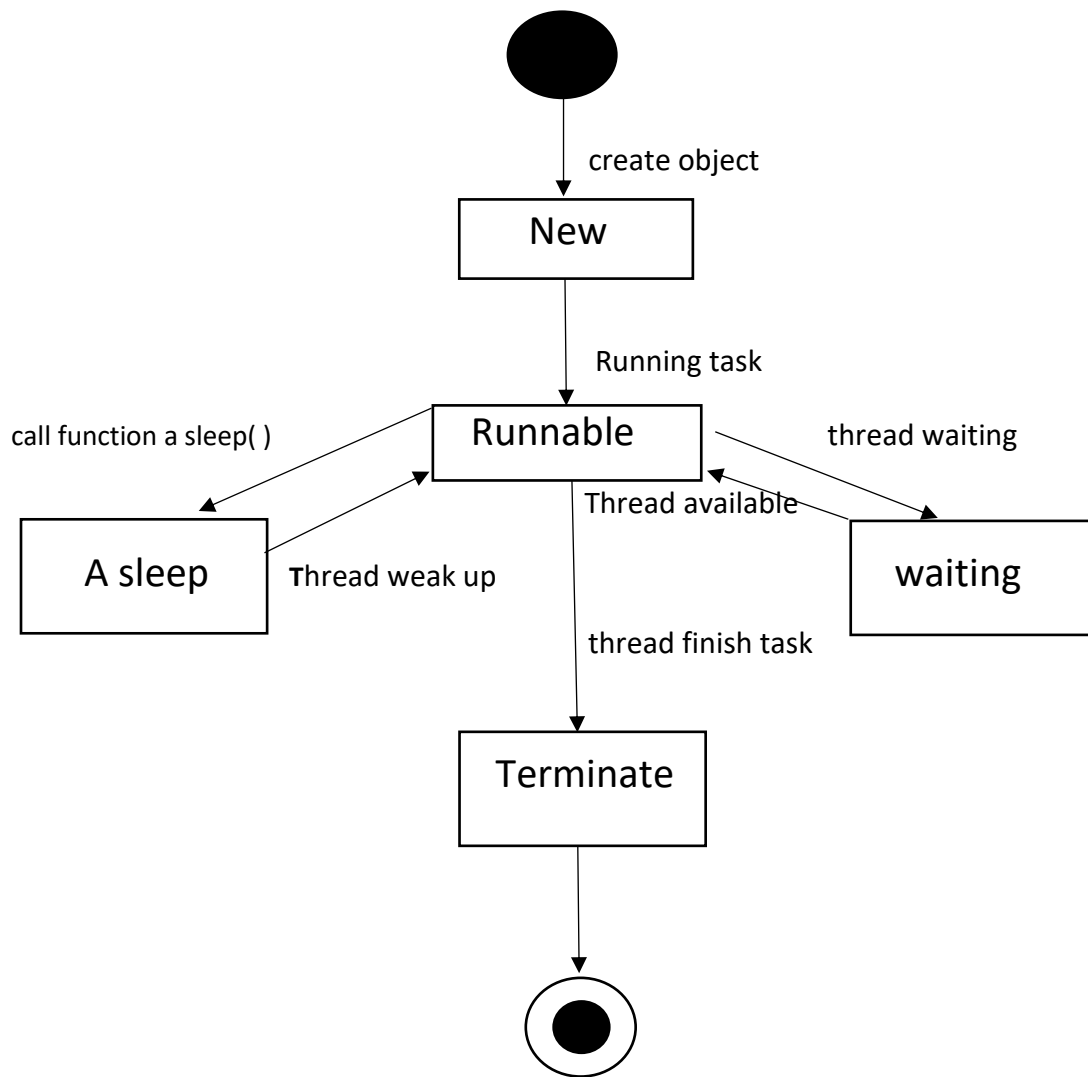 create object
New
Running task
Runnable
call function a sleep( )
thread waiting
Thread available
A sleep
Thread weak up
waiting
thread finish task
Terminate